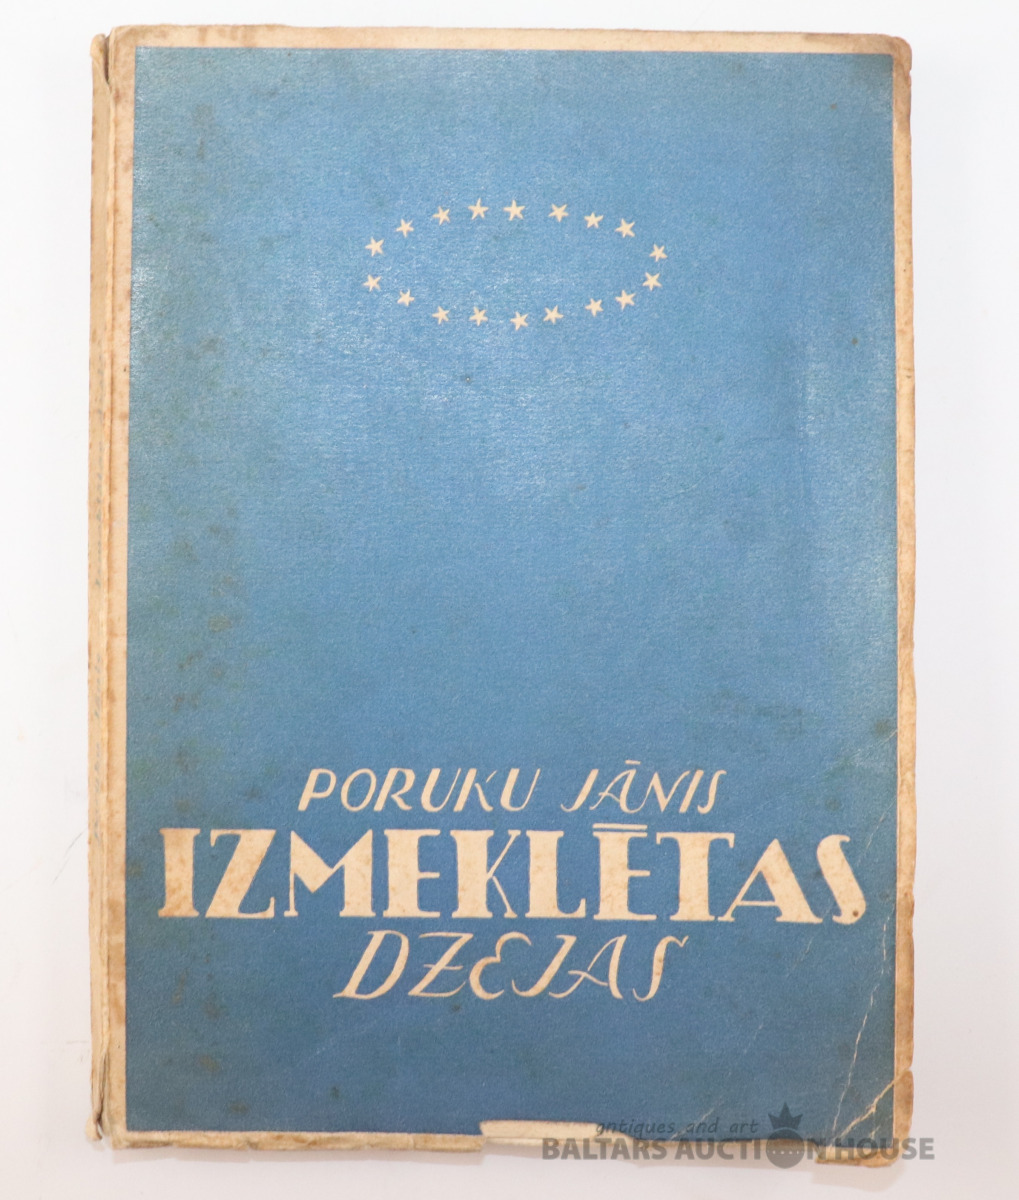 PORUKU JĀNIS
IZMEKLĒTAS
DZEJAS
antiques and art
BALTARS AUCTION HOUSE